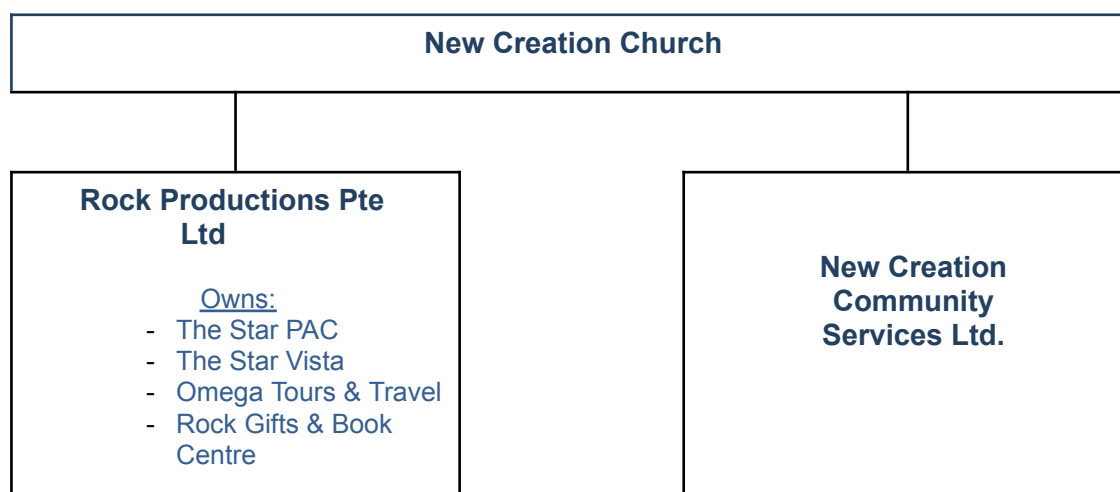 New Creation Church
Rock Productions Pte
Ltd
Owns:
- The Star PAC
- The Star Vista
- Omega Tours & Travel
- Rock Gifts & Book
Centre
New Creation
Community
Services Ltd.